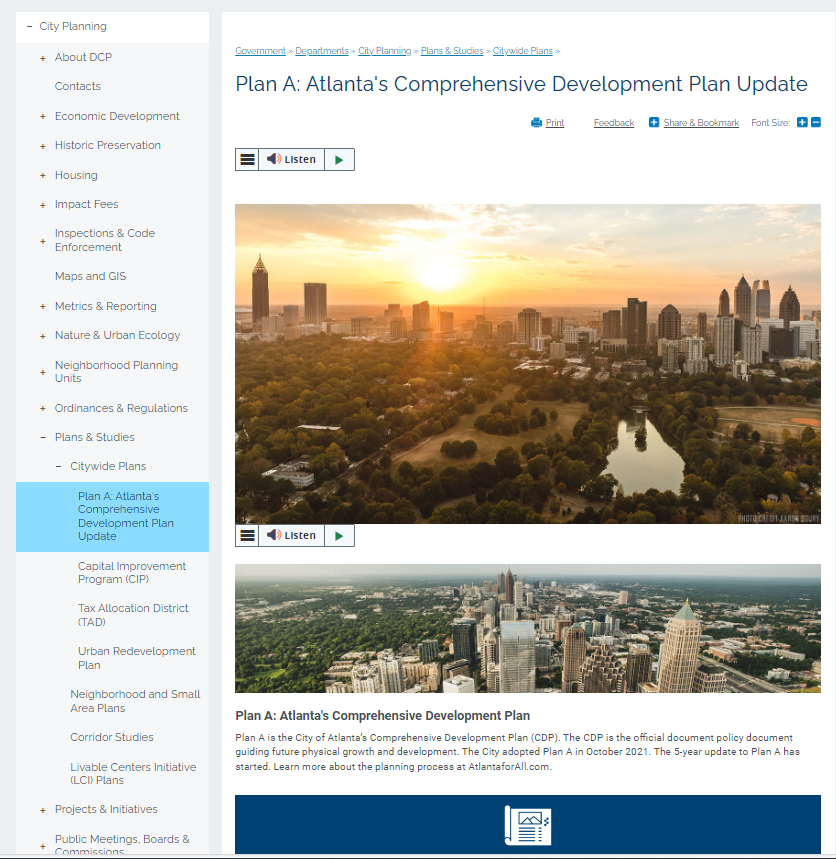 − City Planning
+ About DCP
Contacts
+ Economic Development
+ Historic Preservation
+ Housing
+ Impact Fees
+ Inspections & Code
Enforcement
Maps and GIS
+ Metrics & Reporting
+ Nature & Urban Ecology
+ Neighborhood Planning
Units
+ Ordinances & Regulations
− Plans & Studies
− Citywide Plans
Plan A: Atlanta's
Comprehensive
Development Plan
Update
Capital Improvement
Program (CIP)
Tax Allocation District
(TAD)
Urban Redevelopment
Plan
Neighborhood and Small
Area Plans
Corridor Studies
Livable Centers Initiative
(LCI) Plans
+ Projects & Initiatives
+ Public Meetings, Boards &
Commissions
Government » Departments » City Planning » Plans & Studies » Citywide Plans »
Plan A: Atlanta's Comprehensive Development Plan Update
Print Feedback + Share & Bookmark Font Size: + −
Listen
PHOTO CREDIT AARON COURY
Listen
Plan A: Atlanta's Comprehensive Development Plan
Plan A is the City of Atlanta's Comprehensive Development Plan (CDP). The CDP is the official document policy document
guiding future physical growth and development. The City adopted Plan A in October 2021. The 5-year update to Plan A has
started. Learn more about the planning process at AtlantaforAll.com.